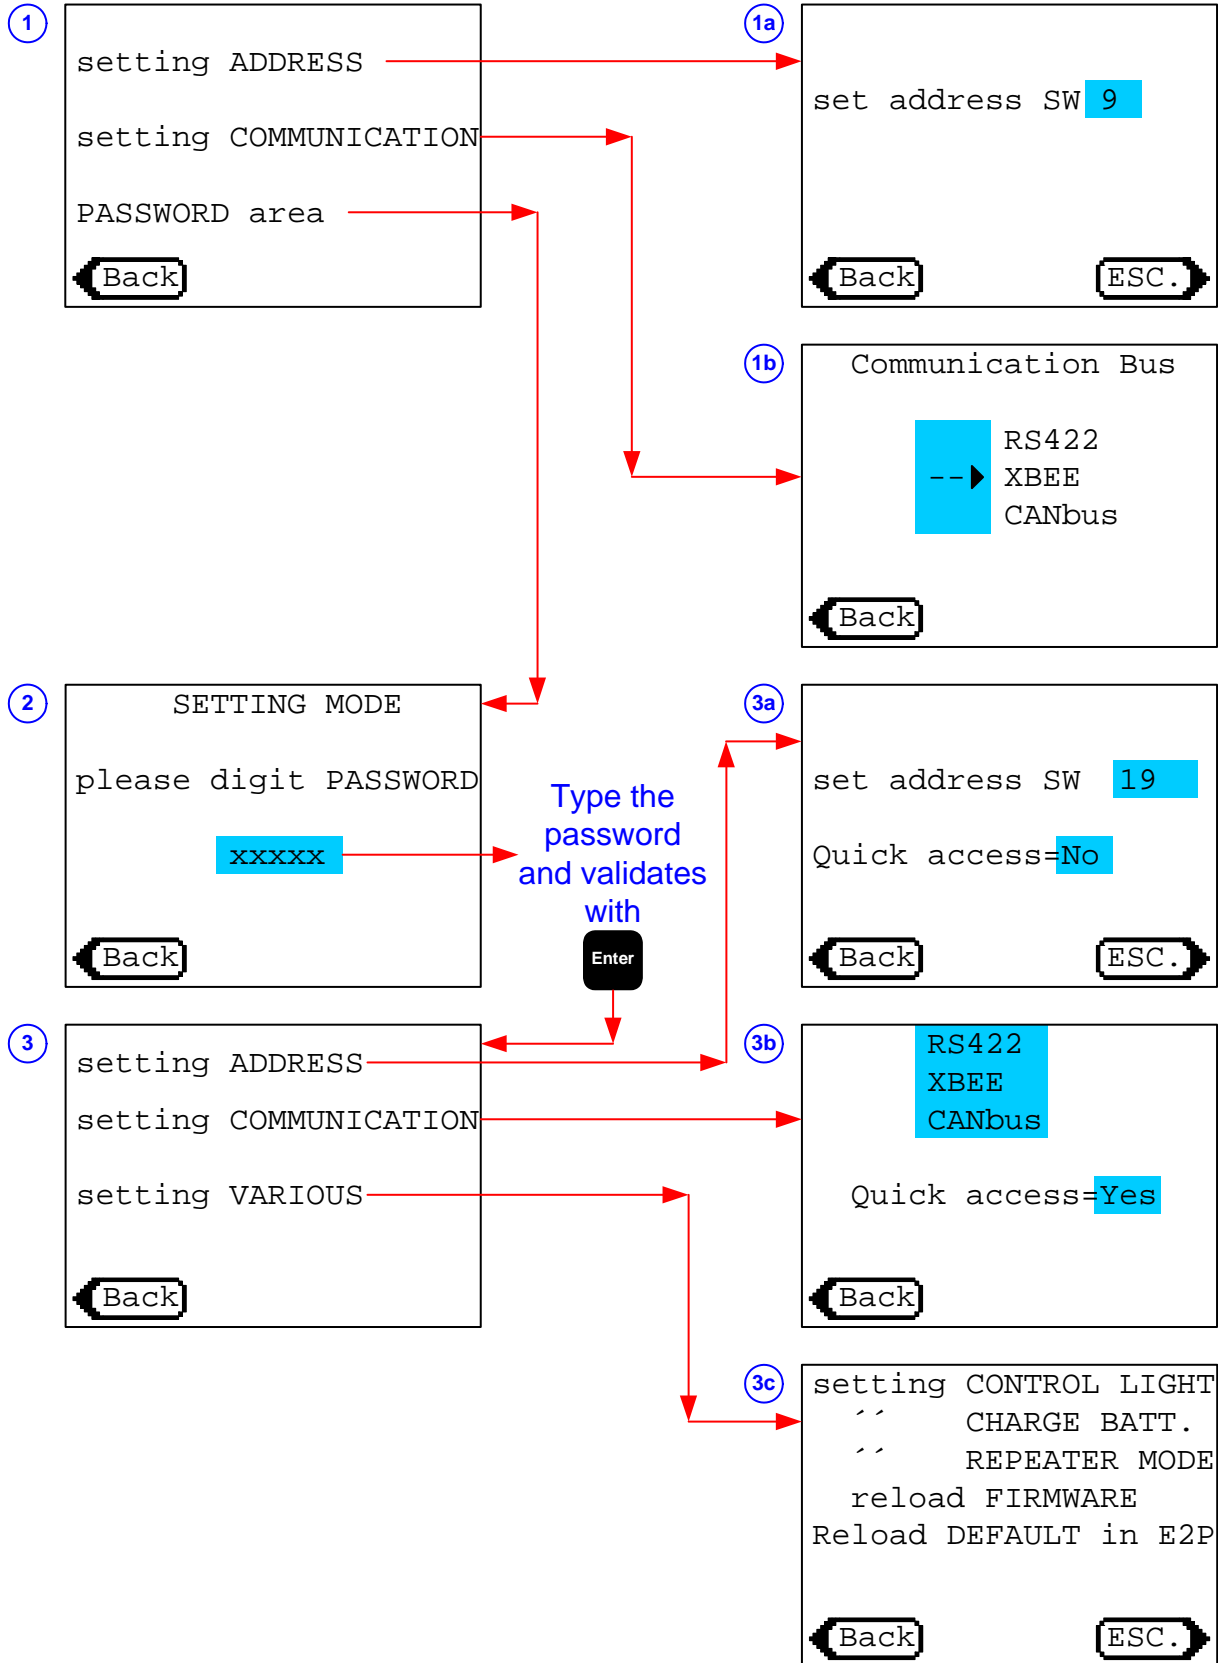 1
setting ADDRESS
setting COMMUNICATION
PASSWORD area
Back
1a
set address SW 9
Back
ESC.
1b
Communication Bus
RS422
--▶ XBEE
CANbus
Back
2
SETTING MODE
please digit PASSWORD
xxxxx
Back
Type the
password
and validates
with
Enter
3a
set address SW 19
Quick access=No
Back
ESC.
3
setting ADDRESS
setting COMMUNICATION
setting VARIOUS
Back
3b
RS422
XBEE
CANbus
Quick access=Yes
Back
3c
setting CONTROL LIGHT
´´ CHARGE BATT.
´´ REPEATER MODE
reload FIRMWARE
Reload DEFAULT in E2P
Back
ESC.